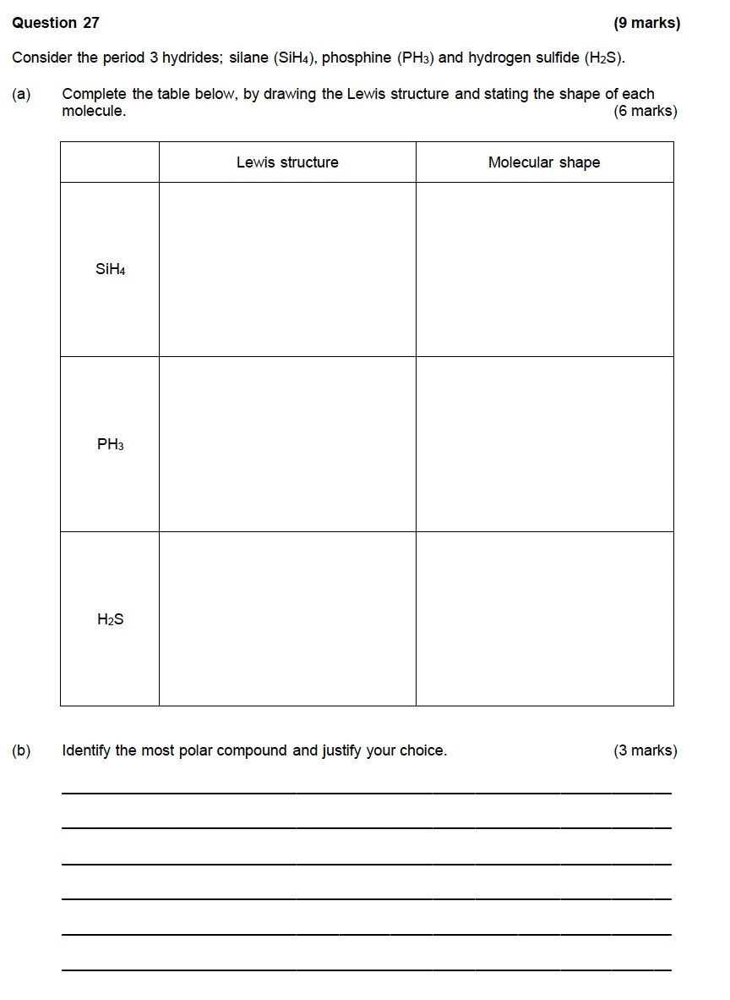 Question 27 (9 marks)
Consider the period 3 hydrides; silane (SiH₄), phosphine (PH₃) and hydrogen sulfide (H₂S).
(a) Complete the table below, by drawing the Lewis structure and stating the shape of each
molecule. (6 marks)
Lewis structure Molecular shape
SiH₄
PH₃
H₂S
(b) Identify the most polar compound and justify your choice. (3 marks)